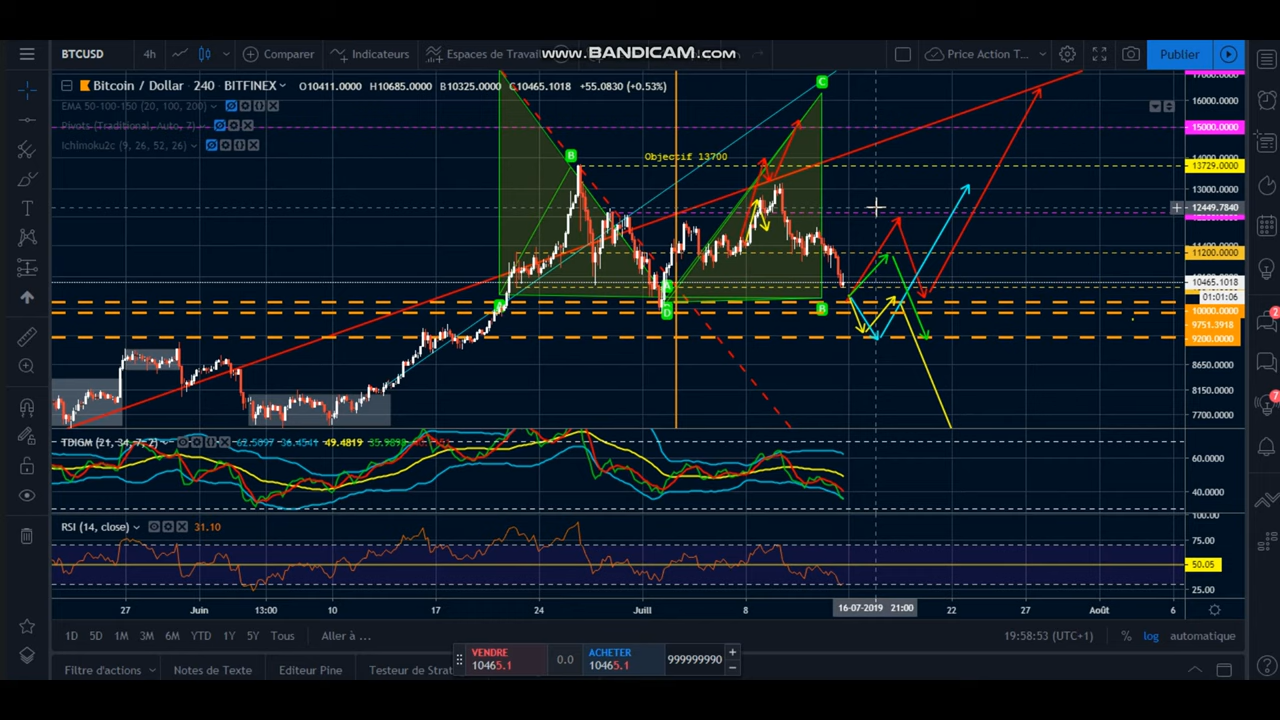 BTCUSD 4h Comparer Indicateurs Espaces de Travail www.BANDICAM.com Price Action T... Publier
Bitcoin / Dollar 240 BITFINEX O10411.0000 H10685.0000 B10325.0000 C10465.1018 +55.0830 (+0.53%)
EMA 50-100-150 (20, 100, 200)
Pivots (Traditional, Auto, 7)
Ichimoku2c (9, 26, 52, 26)
16000.0000
15000.0000
Objectif 13700
13729.0000
13000.0000
12449.7840
11200.0000
10465.1018
01:01:06
10000.0000
9751.3918
9200.0000
8650.0000
8150.0000
7700.0000
A B C D B
TDIGM (21, 34, 7, 2) 49.4819
60.0000
40.0000
RSI (14, close) 31.10
100.00
75.00
50.05
25.00
27 Juin 13:00 10 17 24 Juill 8 16-07-2019 21:00 22 27 Août 6
1D 5D 1M 3M 6M YTD 1Y 5Y Tous Aller à ... 19:58:53 (UTC+1) % log automatique
VENDRE 10465.1 0.0 ACHETER 10465.1 999999990
Filtre d'actions Notes de Texte Editeur Pine Testeur de Strat